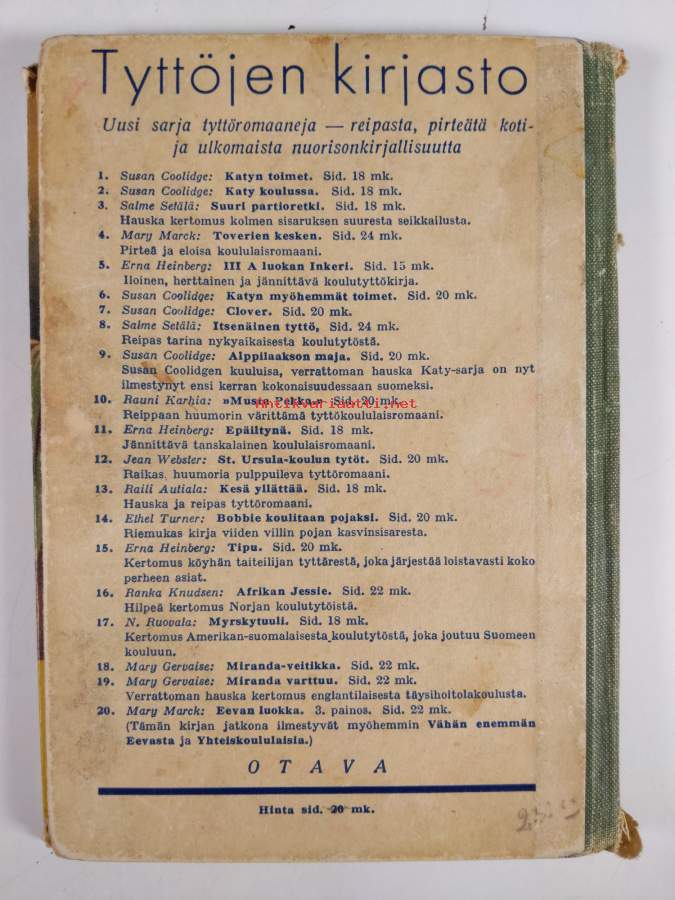 Tyttöjen kirjasto
Uusi sarja tyttöromaaneja — reipasta, pirteätä koti-
ja ulkomaista nuorisonkirjallisuutta
1. Susan Coolidge: Katyn toimet. Sid. 18 mk.
2. Susan Coolidge: Katy koulussa. Sid. 18 mk.
3. Salme Setälä: Suuri partioretki. Sid. 18 mk.
Hauska kertomus kolmen sisaruksen suuresta seikkailusta.
4. Mary Marck: Toverien kesken. Sid. 24 mk.
Pirteä ja eloisa koululaisromaani.
5. Erna Heinberg: III A luokan Inkeri. Sid. 15 mk.
Iloinen, herttainen ja jännittävä koulutyttökirja.
6. Susan Coolidge: Katyn myöhemmät toimet. Sid. 20 mk.
7. Susan Coolidge: Clover. Sid. 20 mk.
8. Salme Setälä: Itsenäinen tyttö, Sid. 24 mk.
Reipas tarina nykyaikaisesta koulutytöstä.
9. Susan Coolidge: Alppilaakson maja. Sid. 20 mk.
Susan Coolidgen kuuluisa, verrattoman hauska Katy-sarja on nyt
ilmestynyt ensi kerran kokonaisuudessaan suomeksi.
10. Rauni Karhia: »Musta Pekka.» Sid. 20 mk.
antikvariaatti.net
Reippaan huumorin värittämä tyttökoululaisromaani.
11. Erna Heinberg: Epäiltynä. Sid. 18 mk.
Jännittävä tanskalainen koululaisromaani.
12. Jean Webster: St. Ursula-koulun tytöt. Sid. 20 mk.
Raikas, huumoria pulppuileva tyttöromaani.
13. Raili Autiala: Kesä yllättää. Sid. 18 mk.
Hauska ja reipas tyttöromaani.
14. Ethel Turner: Bobbie koulitaan pojaksi. Sid. 20 mk.
Riemukas kirja viiden villin pojan kasvinsisaresta.
15. Erna Heinberg: Tipu. Sid. 20 mk.
Kertomus köyhän taiteilijan tyttärestä, joka järjestää loistavasti koko
perheen asiat.
16. Ranka Knudsen: Afrikan Jessie. Sid. 22 mk.
Hilpeä kertomus Norjan koulutytöistä.
17. N. Ruovala: Myrskytuuli. Sid. 18 mk.
Kertomus Amerikan-suomalaisesta koulutytöstä, joka joutuu Suomeen
kouluun.
18. Mary Gervaise: Miranda-veitikka. Sid. 22 mk.
19. Mary Gervaise: Miranda varttuu. Sid. 22 mk.
Verrattoman hauska kertomus englantilaisesta täysihoitolakoulusta.
20. Mary Marck: Eevan luokka. 3. painos. Sid. 22 mk.
(Tämän kirjan jatkona ilmestyvät myöhemmin Vähän enemmän
Eevasta ja Yhteiskoululaisia.)
OTAVA
Hinta sid. 20 mk.